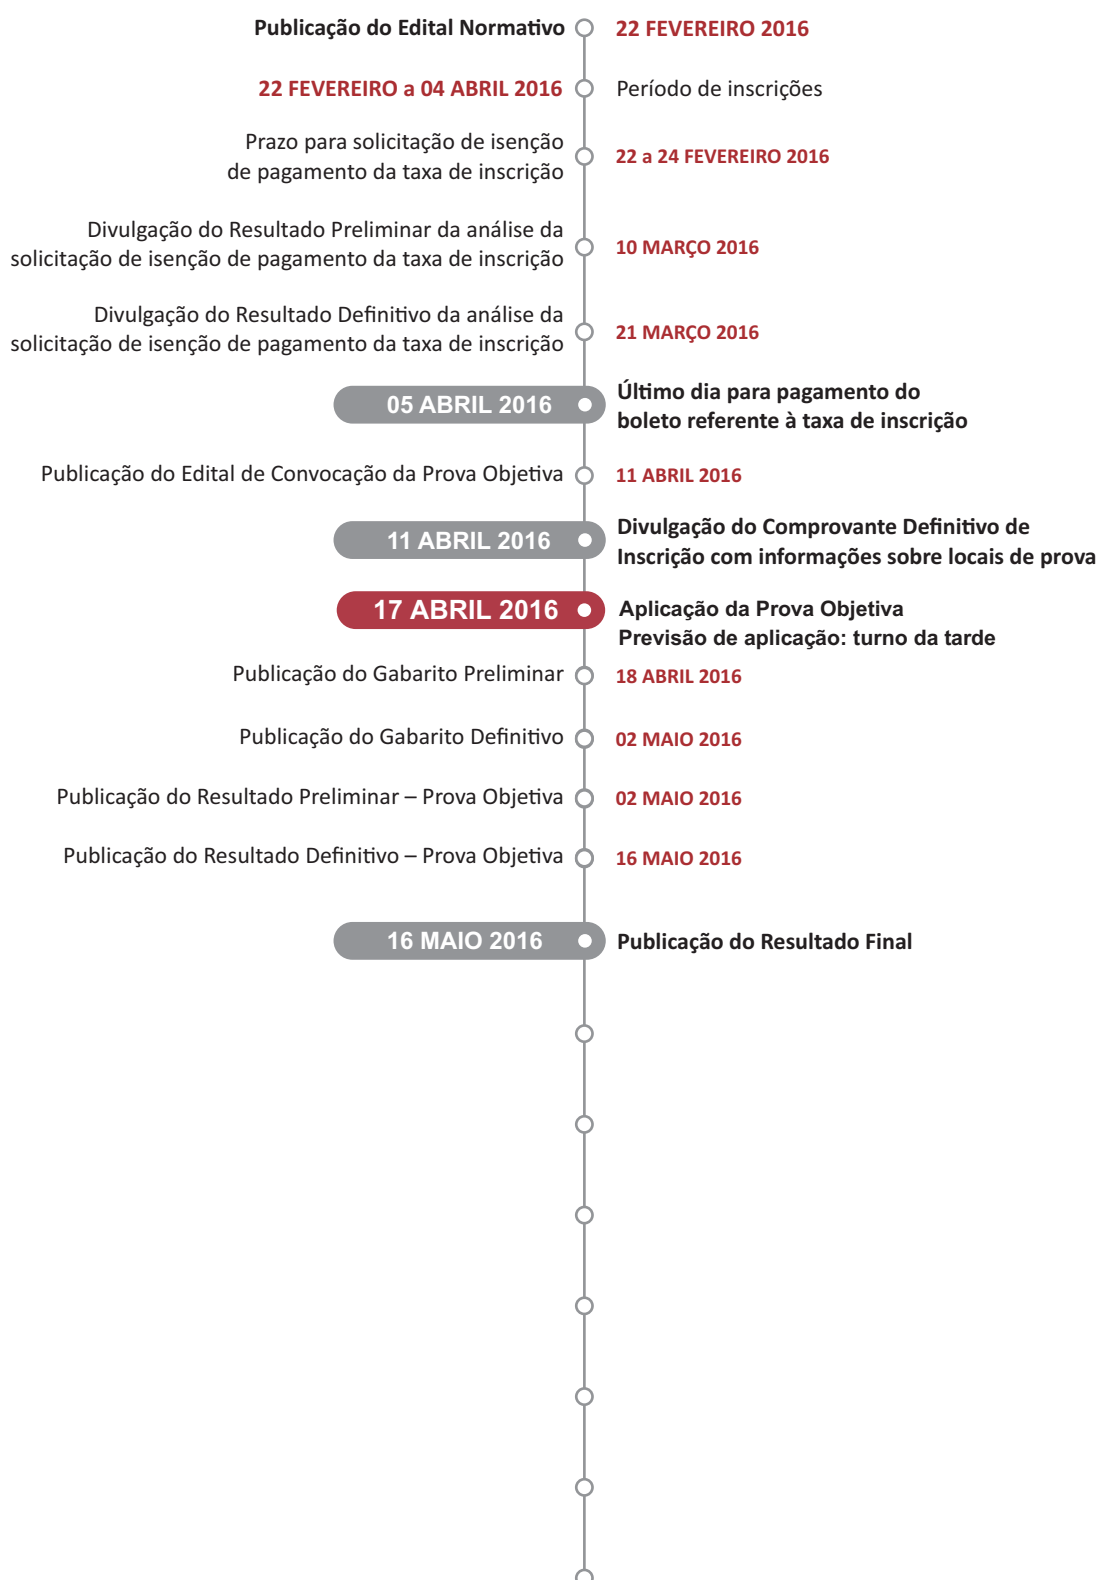 Publicação do Edital Normativo
22 FEVEREIRO 2016
22 FEVEREIRO a 04 ABRIL 2016
Período de inscrições
Prazo para solicitação de isenção
de pagamento da taxa de inscrição
22 a 24 FEVEREIRO 2016
Divulgação do Resultado Preliminar da análise da
solicitação de isenção de pagamento da taxa de inscrição
10 MARÇO 2016
Divulgação do Resultado Definitivo da análise da
solicitação de isenção de pagamento da taxa de inscrição
21 MARÇO 2016
05 ABRIL 2016
Último dia para pagamento do
boleto referente à taxa de inscrição
Publicação do Edital de Convocação da Prova Objetiva
11 ABRIL 2016
11 ABRIL 2016
Divulgação do Comprovante Definitivo de
Inscrição com informações sobre locais de prova
17 ABRIL 2016
Aplicação da Prova Objetiva
Previsão de aplicação: turno da tarde
Publicação do Gabarito Preliminar
18 ABRIL 2016
Publicação do Gabarito Definitivo
02 MAIO 2016
Publicação do Resultado Preliminar – Prova Objetiva
02 MAIO 2016
Publicação do Resultado Definitivo – Prova Objetiva
16 MAIO 2016
16 MAIO 2016
Publicação do Resultado Final